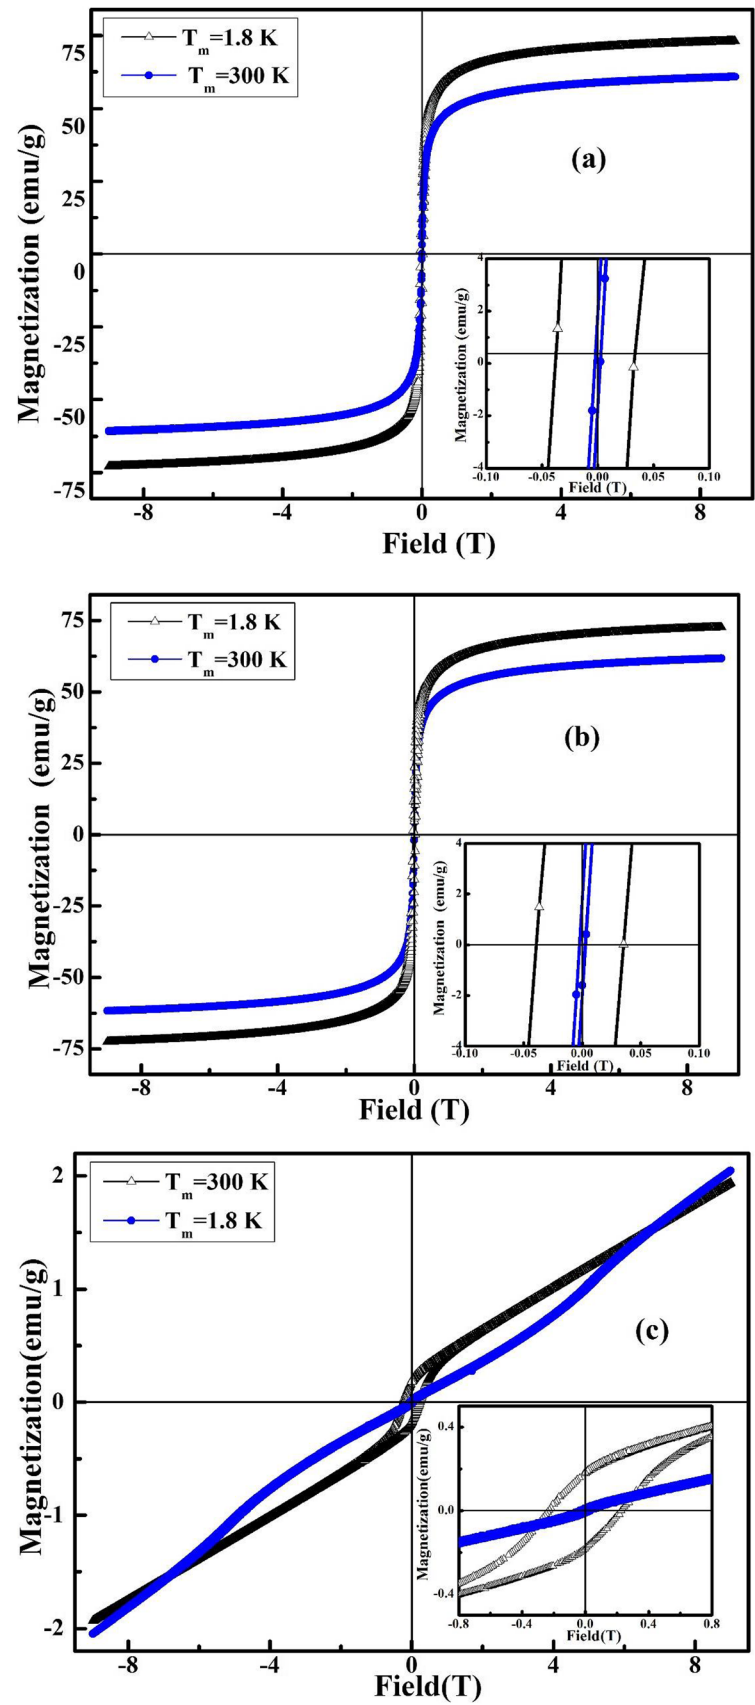 T_m=1.8 K
T_m=300 K
75
50
25
0
-25
-50
-75
Magnetization (emu/g)
(a)
4
2
0
-2
-4
Magnetization (emu/g)
-0.10 -0.05 0.00 0.05 0.10
Field (T)
-8 -4 0 4 8
Field (T)
T_m=1.8 K
T_m=300 K
75
50
25
0
-25
-50
-75
Magnetization (emu/g)
(b)
4
2
0
-2
-4
Magnetization (emu/g)
-0.10 -0.05 0.00 0.05 0.10
Field (T)
-8 -4 0 4 8
Field (T)
T_m=300 K
T_m=1.8 K
2
1
0
-1
-2
Magnetization(emu/g)
(c)
0.4
0.0
-0.4
Magnetization(emu/g)
-0.8 -0.4 0.0 0.4 0.8
Field(T)
-8 -4 0 4 8
Field(T)